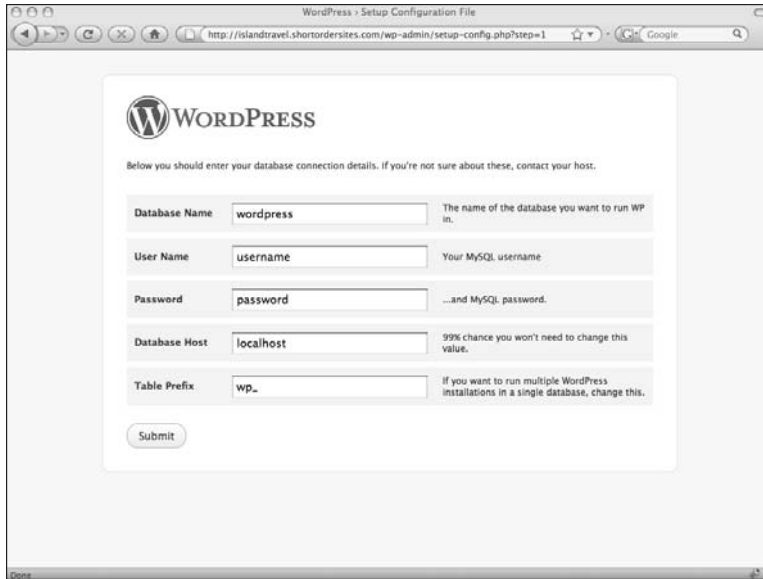 WordPress › Setup Configuration File
http://islandtravel.shortordersites.com/wp-admin/setup-config.php?step=1
Google
WORDPRESS
Below you should enter your database connection details. If you're not sure about these, contact your host.
Database Name
wordpress
The name of the database you want to run WP
in.
User Name
username
Your MySQL username
Password
password
...and MySQL password.
Database Host
localhost
99% chance you won't need to change this
value.
Table Prefix
wp_
If you want to run multiple WordPress
installations in a single database, change this.
Submit
Done